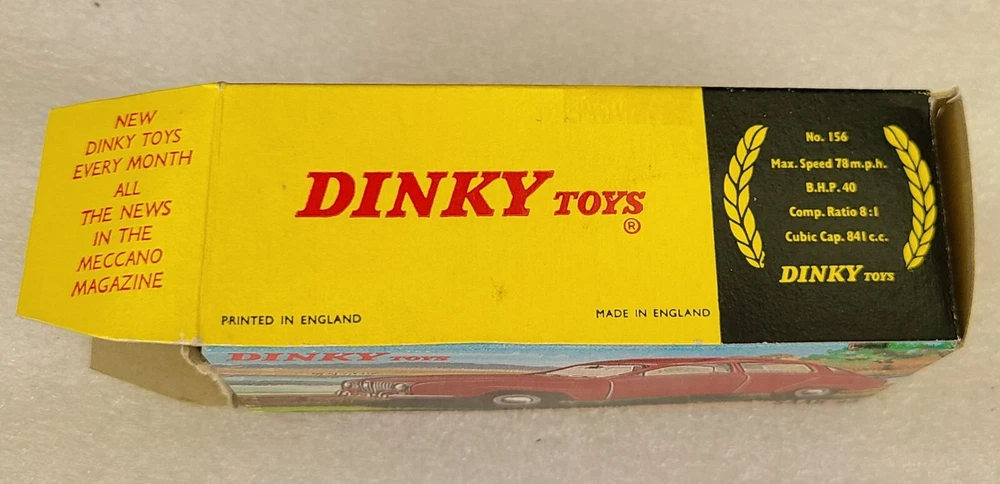 NEW
DINKY TOYS
EVERY MONTH
ALL
THE NEWS
IN THE
MECCANO
MAGAZINE
DINKY TOYS
®
PRINTED IN ENGLAND
MADE IN ENGLAND
No. 156
Max. Speed 78 m.p.h.
B.H.P. 40
Comp. Ratio 8:1
Cubic Cap. 841 c.c.
DINKY TOYS
DINKY TOYS